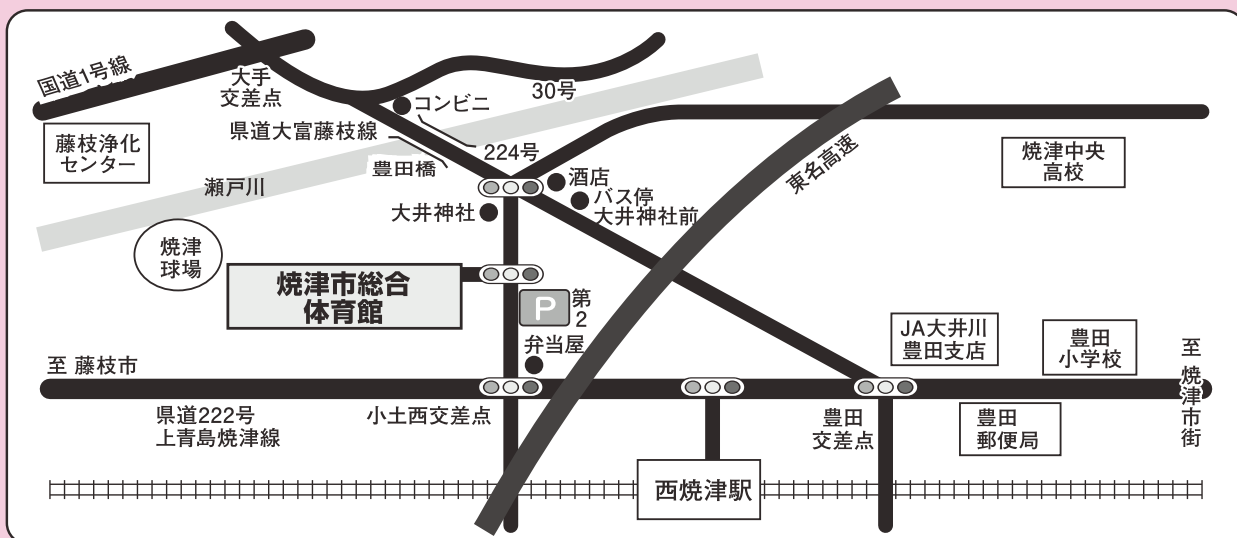 国道1号線
大手
交差点
30号
コンビニ
県道大富藤枝線
藤枝浄化
センター
224号
豊田橋
焼津中央
高校
東名高速
瀬戸川
酒店
バス停
大井神社前
大井神社
焼津
球場
焼津市総合
体育館
P
第
2
弁当屋
JA大井川
豊田支店
豊田
小学校
至 焼津市街
至 藤枝市
県道222号
上青島焼津線
小土西交差点
豊田
交差点
豊田
郵便局
西焼津駅